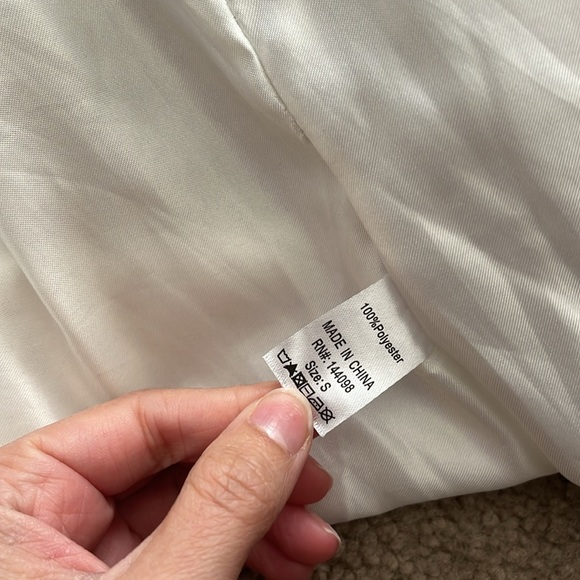 100%Polyester
MADE IN CHINA
RN#:144098
Size: S